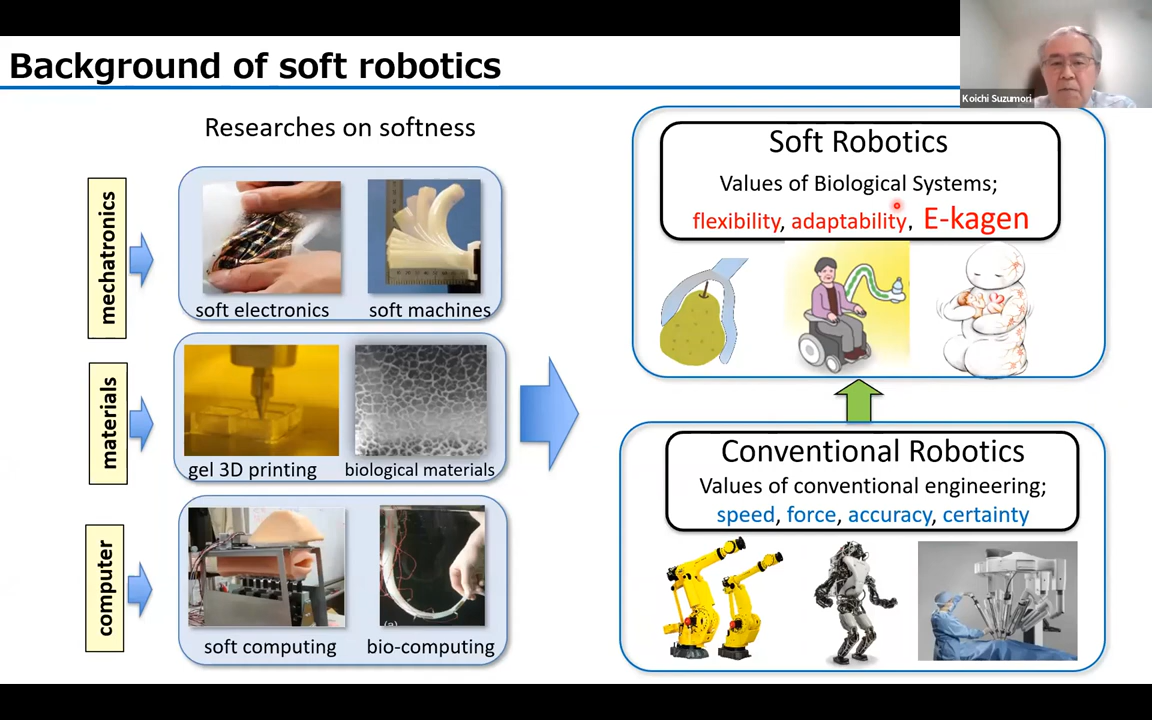 Background of soft robotics
Koichi Suzumori
Researches on softness
mechatronics
soft electronics
soft machines
materials
gel 3D printing
biological materials
computer
(a)
soft computing
bio-computing
Soft Robotics
Values of Biological Systems;
flexibility, adaptability, E-kagen
Conventional Robotics
Values of conventional engineering;
speed, force, accuracy, certainty